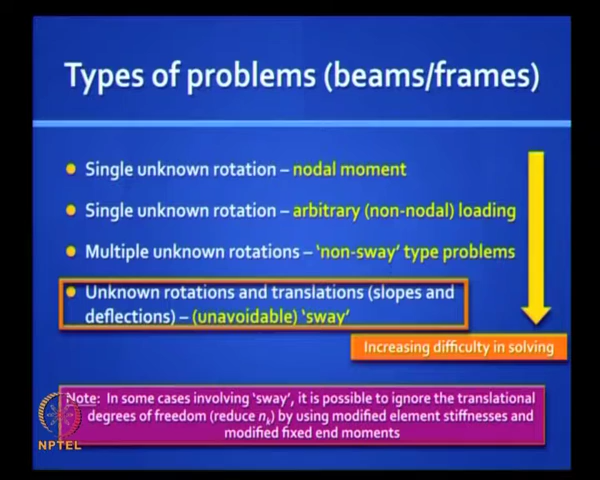 Types of problems (beams/frames)
Single unknown rotation – nodal moment
Single unknown rotation – arbitrary (non-nodal) loading
Multiple unknown rotations – 'non-sway' type problems
Unknown rotations and translations (slopes and
deflections) – (unavoidable) 'sway'
Increasing difficulty in solving
Note: In some cases involving 'sway', it is possible to ignore the translational
degrees of freedom (reduce nk) by using modified element stiffnesses and
modified fixed end moments
NPTEL